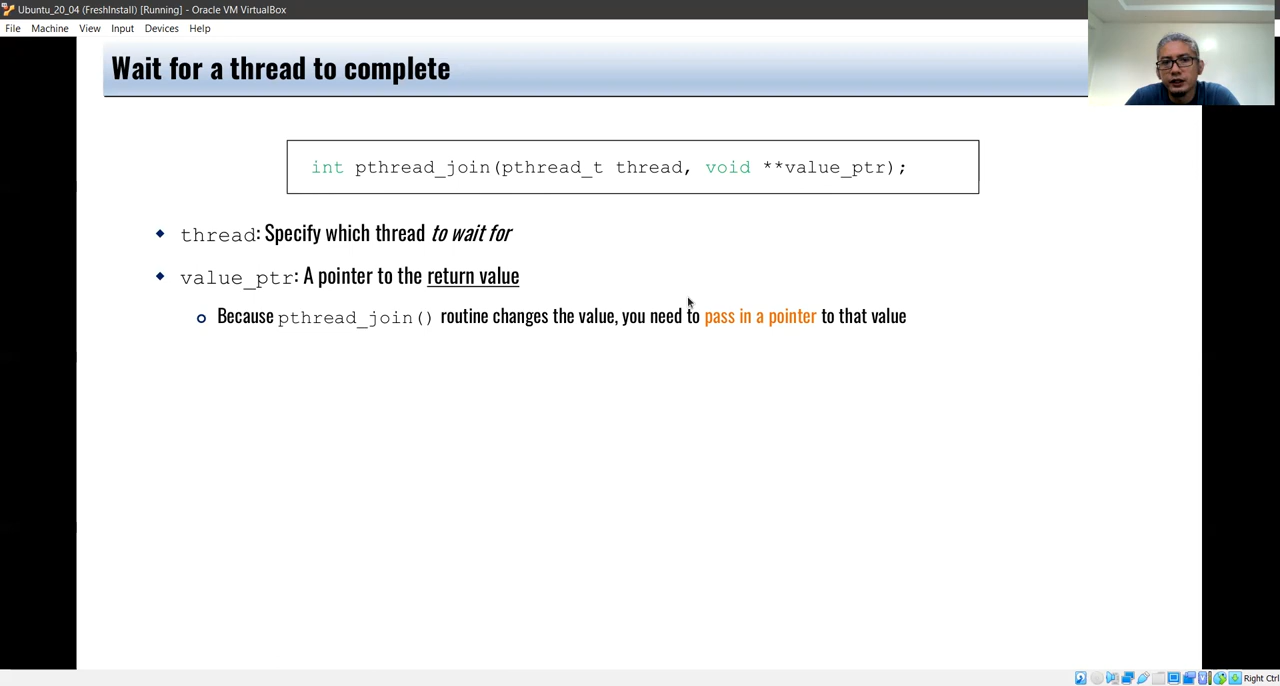 Ubuntu_20_04 (FreshInstall) [Running] - Oracle VM VirtualBox
File Machine View Input Devices Help
Wait for a thread to complete
int pthread_join(pthread_t thread, void **value_ptr);
thread: Specify which thread to wait for
value_ptr: A pointer to the return value
Because pthread_join() routine changes the value, you need to pass in a pointer to that value
Right Ctrl